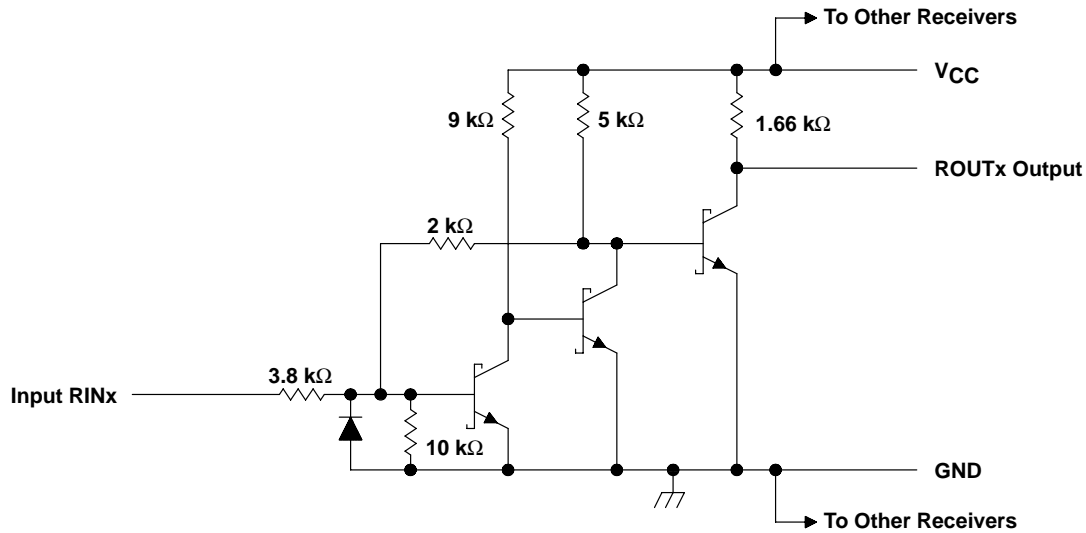 To Other Receivers
VCC
9 kΩ
5 kΩ
1.66 kΩ
ROUTx Output
2 kΩ
3.8 kΩ
Input RINx
10 kΩ
GND
To Other Receivers